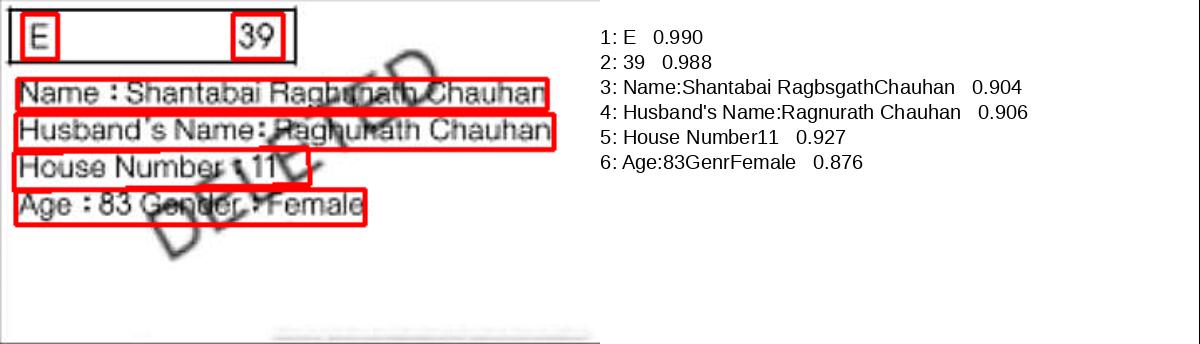 E 39
Name : Shantabai Raghunath Chauhan
Husband's Name: Raghunath Chauhan
House Number : 11
Age : 83 Gender : Female
DELETED
1: E 0.990
2: 39 0.988
3: Name:Shantabai RagbsgathChauhan 0.904
4: Husband's Name:Ragnurath Chauhan 0.906
5: House Number11 0.927
6: Age:83GenrFemale 0.876